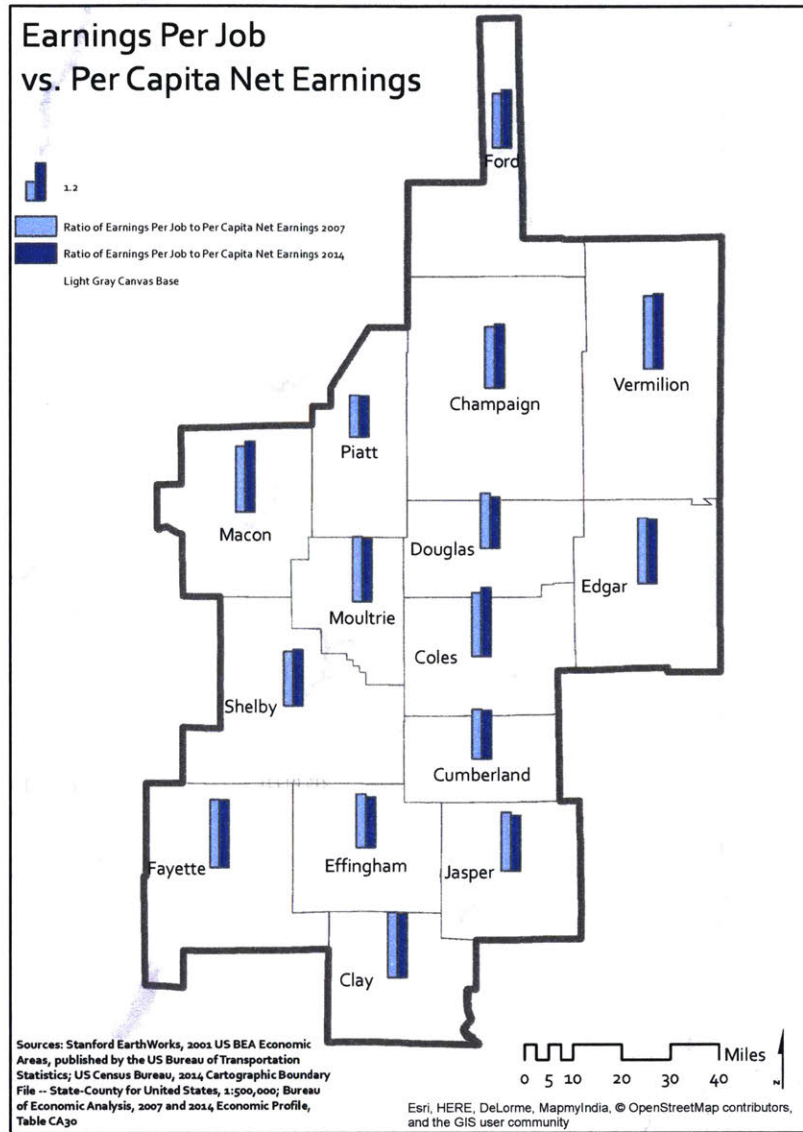 Earnings Per Job
vs. Per Capita Net Earnings
1.2
Ratio of Earnings Per Job to Per Capita Net Earnings 2007
Ratio of Earnings Per Job to Per Capita Net Earnings 2014
Light Gray Canvas Base
Ford
Vermilion
Champaign
Piatt
Macon
Douglas
Edgar
Moultrie
Coles
Shelby
Cumberland
Effingham
Fayette
Jasper
Clay
Sources: Stanford EarthWorks, 2001 US BEA Economic
Areas, published by the US Bureau of Transportation
Statistics; US Census Bureau, 2014 Cartographic Boundary
File -- State-County for United States, 1:500,000; Bureau
of Economic Analysis, 2007 and 2014 Economic Profile,
Table CA30
Miles
0 5 10 20 30 40
N
Esri, HERE, DeLorme, MapmyIndia, © OpenStreetMap contributors,
and the GIS user community